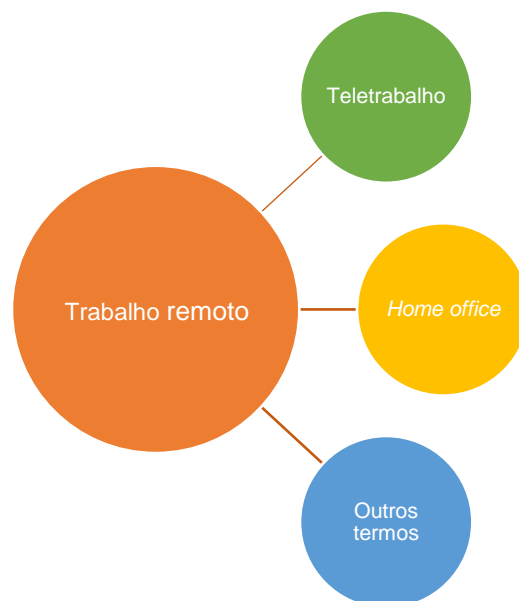 Teletrabalho
Trabalho remoto
Home office
Outros
termos